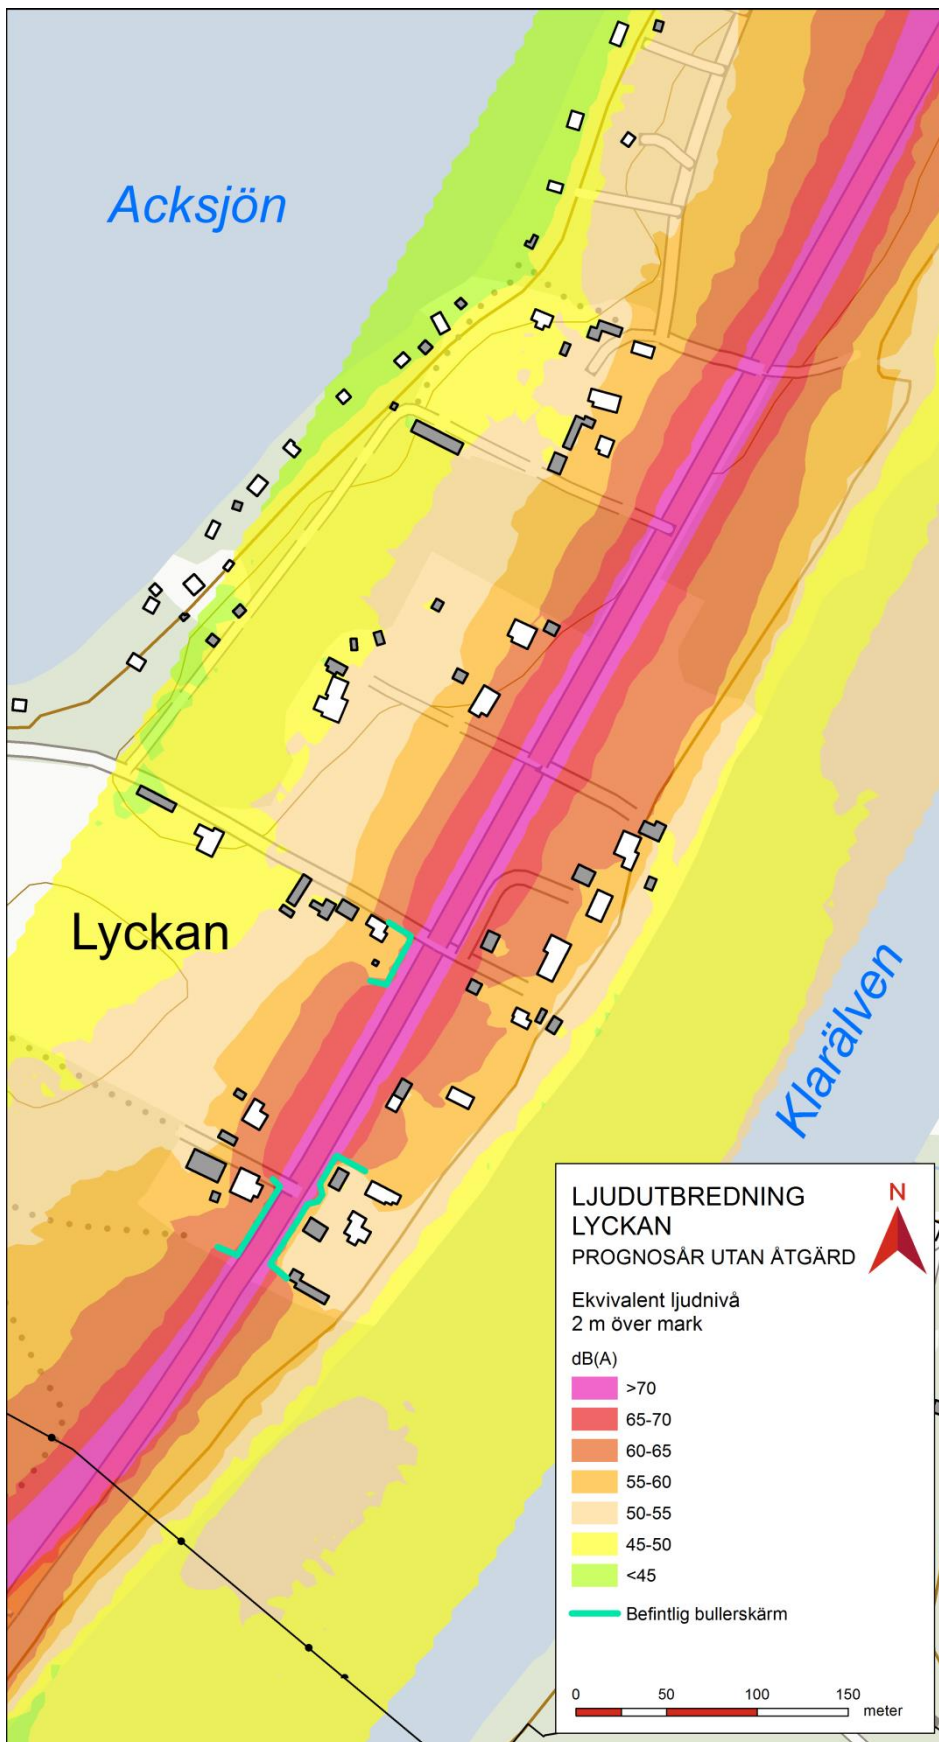 Acksjön
Lyckan
Klarälven
LJUDUTBREDNING
LYCKAN
PROGNOSÅR UTAN ÅTGÄRD
N
Ekvivalent ljudnivå
2 m över mark
dB(A)
>70
65-70
60-65
55-60
50-55
45-50
<45
Befintlig bullerskärm
0 50 100 150
meter